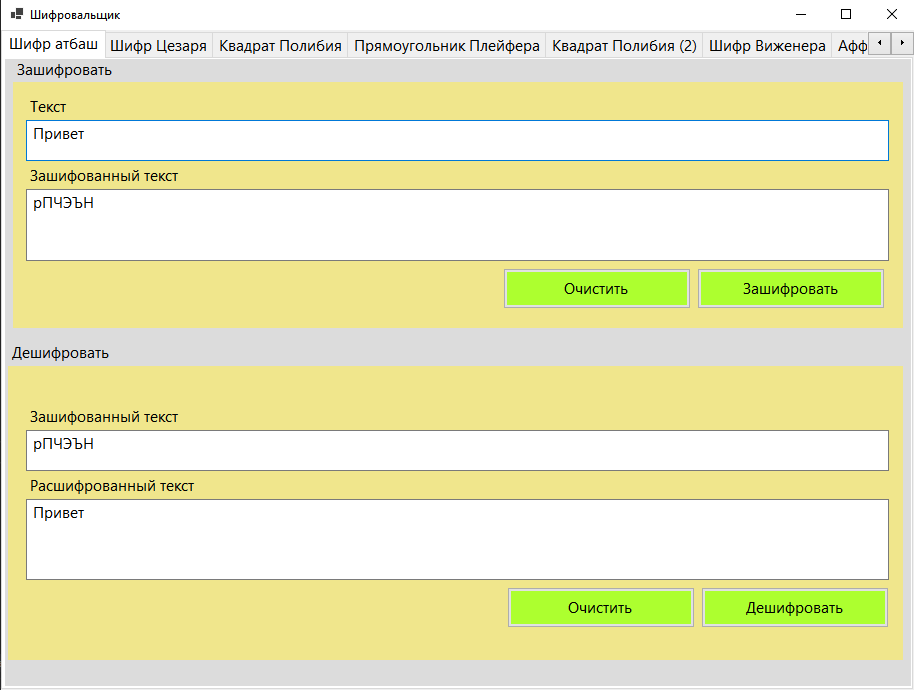 Шифровальщик
Шифр атбаш Шифр Цезаря Квадрат Полибия Прямоугольник Плейфера Квадрат Полибия (2) Шифр Виженера Афф
Зашифровать
Текст
Привет
Зашифованный текст
рПЧЭЪН
Очистить Зашифровать
Дешифровать
Зашифованный текст
рПЧЭЪН
Расшифрованный текст
Привет
Очистить Дешифровать